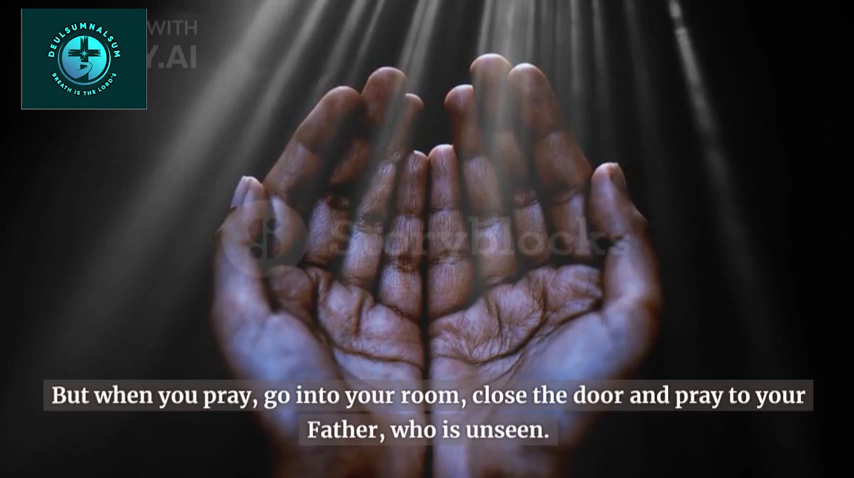 WITH
Y.AI
DEULSUMNALSUM
BREATH IS THE LORD'S
Storyblocks
But when you pray, go into your room, close the door and pray to your
Father, who is unseen.